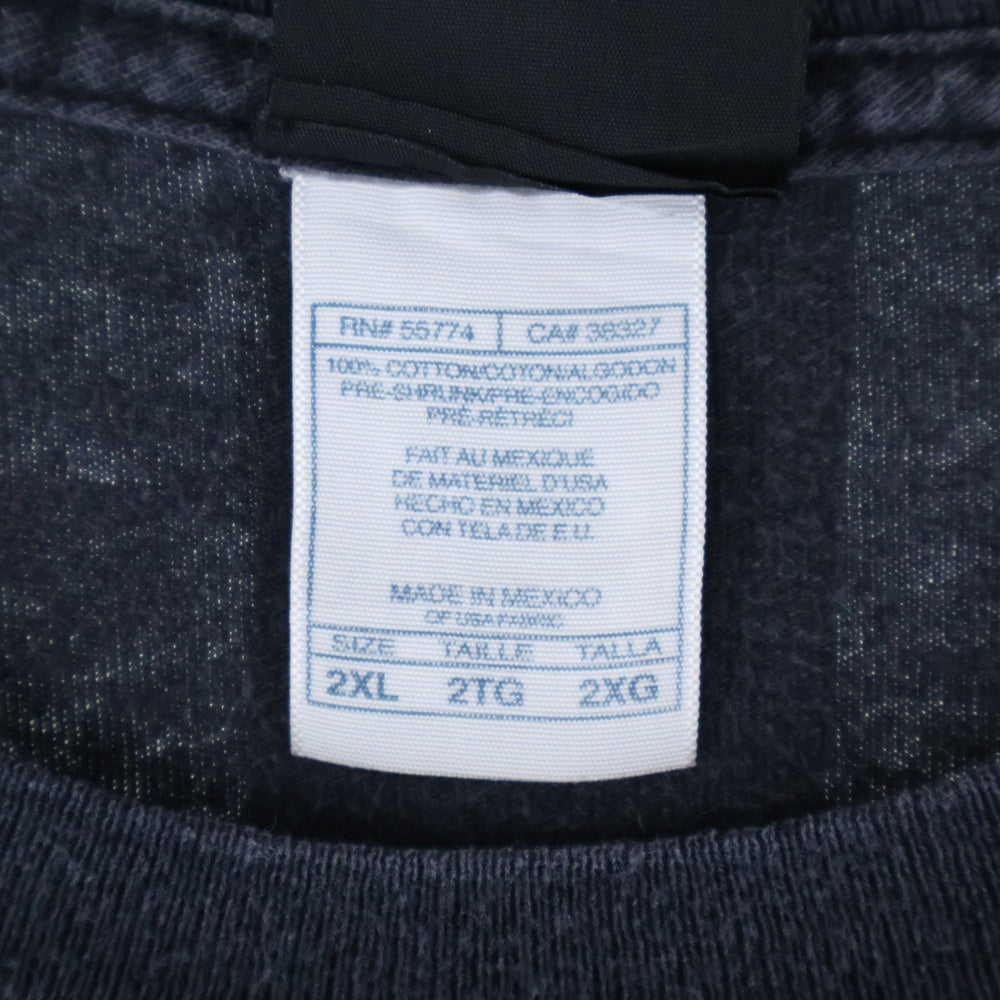 RN# 55774 CA# 38327
100% COTTON/COTON/ALGODON
PRE-SHRUNK/PRE-ENCOGIDO
PRÉ-RÉTRÉCI
FAIT AU MEXIQUE
DE MATERIEL D'USA
HECHO EN MEXICO
CON TELA DE E.U.
MADE IN MEXICO
OF USA FABRIC
SIZE TAILLE TALLA
2XL 2TG 2XG